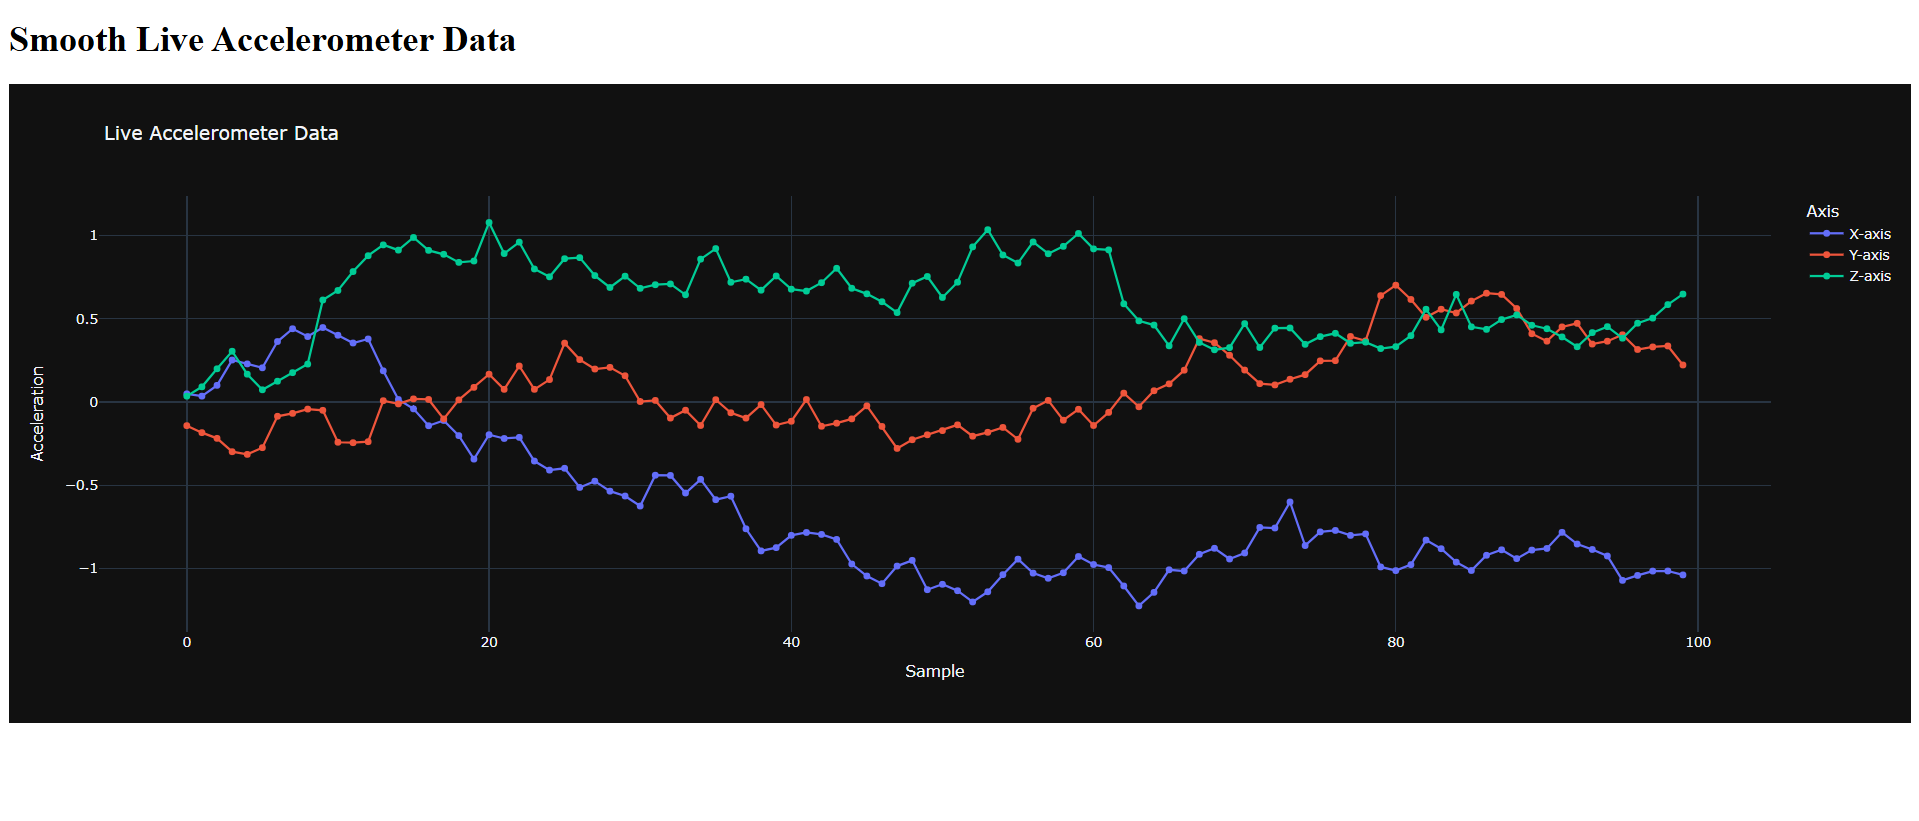 Smooth Live Accelerometer Data
Live Accelerometer Data
Axis
X-axis
Y-axis
Z-axis
1
0.5
0
−0.5
−1
Acceleration
0 20 40 60 80 100
Sample